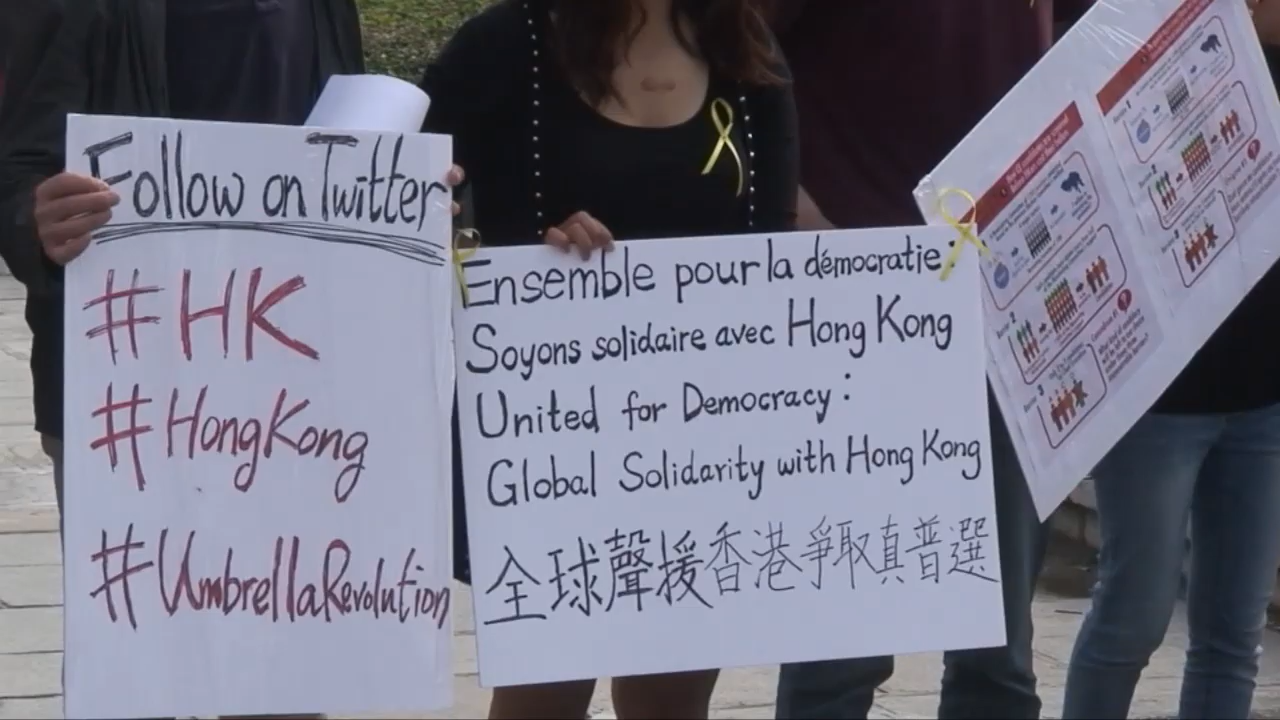 Follow on Twitter
#HK
#HongKong
#UmbrellaRevolution
Ensemble pour la démocratie:
Soyons solidaire avec Hong Kong
United for Democracy:
Global Solidarity with Hong Kong
全球聲援香港爭取真普選